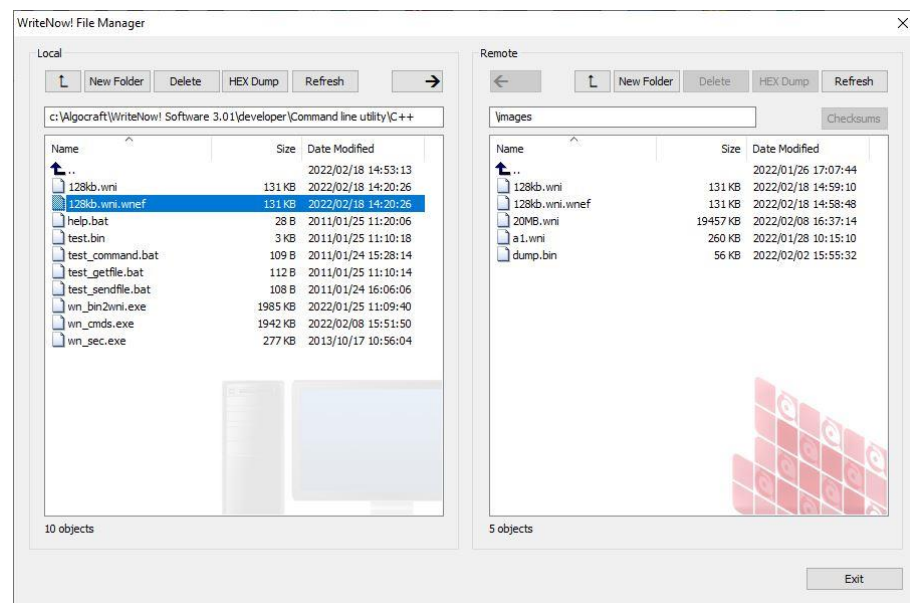 WriteNow! File Manager
Local
New Folder Delete HEX Dump Refresh
c:\Algocraft\WriteNow! Software 3.01\developer\Command line utility\C++
Name Size Date Modified
.. 2022/02/18 14:53:13
128kb.wni 131 KB 2022/02/18 14:20:26
128kb.wni.wnef 131 KB 2022/02/18 14:20:26
help.bat 28 B 2011/01/25 11:20:06
test.bin 3 KB 2011/01/25 11:10:18
test_command.bat 109 B 2011/01/24 15:28:14
test_getfile.bat 112 B 2011/01/25 11:10:14
test_sendfile.bat 108 B 2011/01/24 16:06:06
wn_bin2wni.exe 1985 KB 2022/01/25 11:09:40
wn_cmds.exe 1942 KB 2022/02/08 15:51:50
wn_sec.exe 277 KB 2013/10/17 10:56:04
10 objects
Remote
New Folder Delete HEX Dump Refresh
\images Checksums
Name Size Date Modified
.. 2022/01/26 17:07:44
128kb.wni 131 KB 2022/02/18 14:59:10
128kb.wni.wnef 131 KB 2022/02/18 14:58:48
20MB.wni 19457 KB 2022/02/08 16:37:14
a1.wni 260 KB 2022/01/28 10:15:10
dump.bin 56 KB 2022/02/02 15:55:32
5 objects
Exit